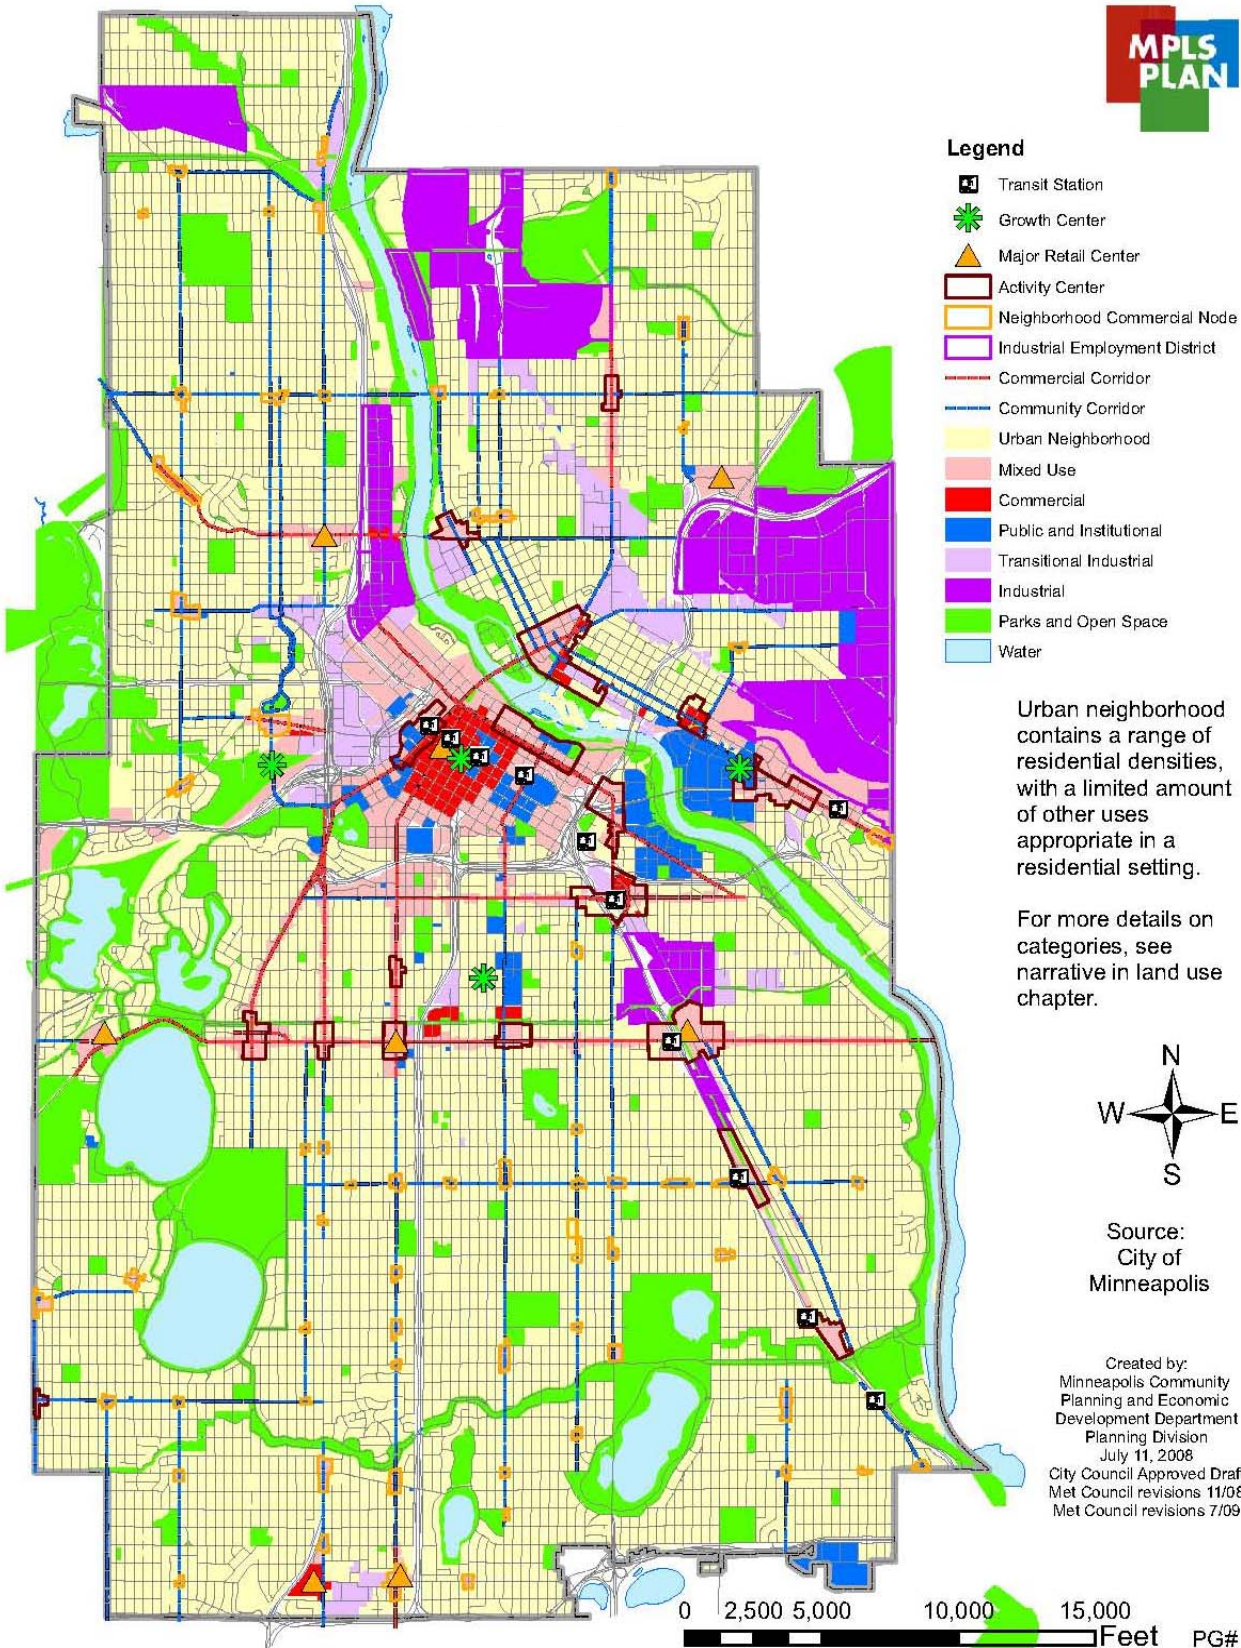 MPLS
PLAN
Legend
Transit Station
Growth Center
Major Retail Center
Activity Center
Neighborhood Commercial Node
Industrial Employment District
Commercial Corridor
Community Corridor
Urban Neighborhood
Mixed Use
Commercial
Public and Institutional
Transitional Industrial
Industrial
Parks and Open Space
Water
Urban neighborhood
contains a range of
residential densities,
with a limited amount
of other uses
appropriate in a
residential setting.
For more details on
categories, see
narrative in land use
chapter.
N
W E
S
Source:
City of
Minneapolis
Created by:
Minneapolis Community
Planning and Economic
Development Department
Planning Division
July 11, 2008
City Council Approved Draf
Met Council revisions 11/08
Met Council revisions 7/09
0 2,500 5,000 10,000 15,000
Feet PG#